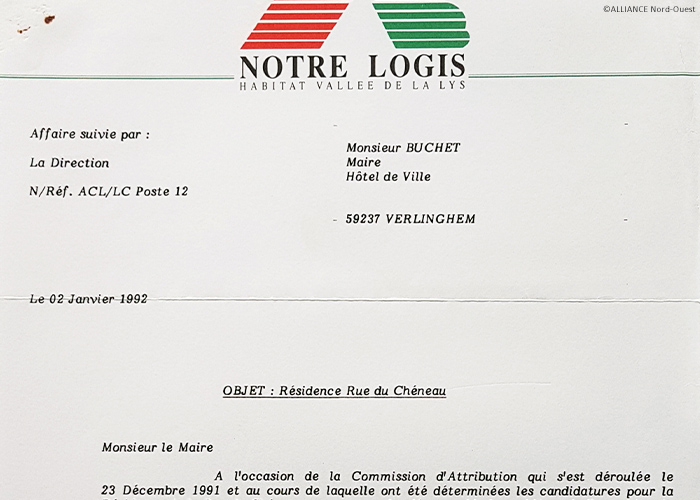 ©ALLIANCE Nord-Ouest
NOTRE LOGIS
HABITAT VALLEE DE LA LYS
Affaire suivie par :
La Direction
N/Réf. ACL/LC Poste 12
Monsieur BUCHET
Maire
Hôtel de Ville
59237 VERLINGHEM
Le 02 Janvier 1992
OBJET : Résidence Rue du Chéneau
Monsieur le Maire
A l'occasion de la Commission d'Attribution qui s'est déroulée le
23 Décembre 1991 et au cours de laquelle ont été déterminées les candidatures pour la